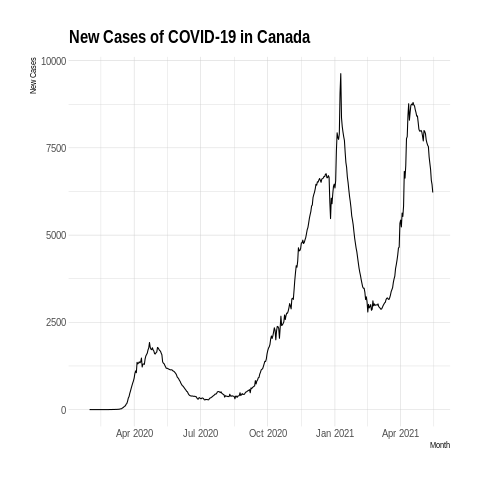 New Cases of COVID-19 in Canada
New Cases
10000
7500
5000
2500
0
Apr 2020
Jul 2020
Oct 2020
Jan 2021
Apr 2021
Month